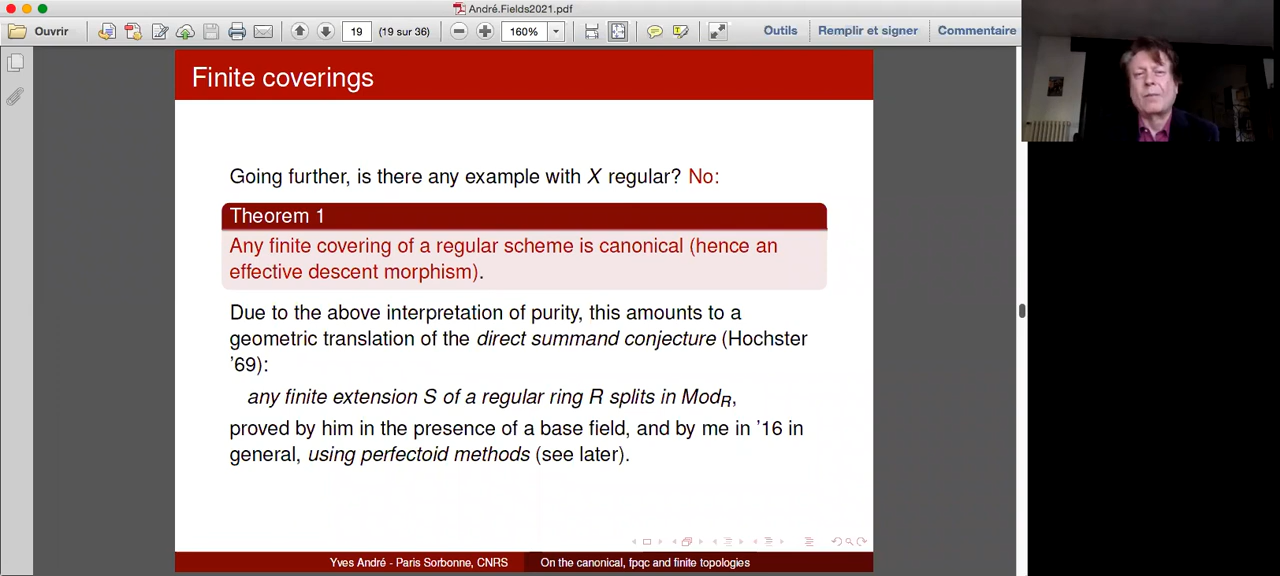 André.Fields2021.pdf
Ouvrir
19
(19 sur 36)
160%
Outils
Remplir et signer
Commentaire
Finite coverings
Going further, is there any example with X regular? No:
Theorem 1
Any finite covering of a regular scheme is canonical (hence an
effective descent morphism).
Due to the above interpretation of purity, this amounts to a
geometric translation of the direct summand conjecture (Hochster
'69):
any finite extension S of a regular ring R splits in Mod_R,
proved by him in the presence of a base field, and by me in '16 in
general, using perfectoid methods (see later).
Yves André - Paris Sorbonne, CNRS
On the canonical, fpqc and finite topologies